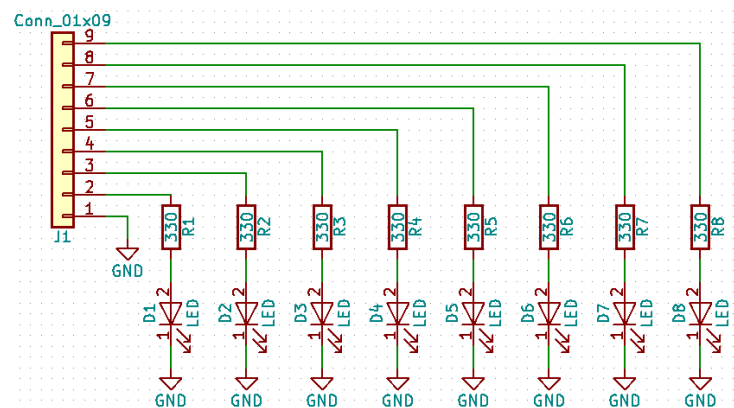 Conn_01x09
9
8
7
6
5
4
3
2
1
J1
GND
330 R1
330 R2
330 R3
330 R4
330 R5
330 R6
330 R7
330 R8
D1 2 1 LED
D2 2 1 LED
D3 2 1 LED
D4 2 1 LED
D5 2 1 LED
D6 2 1 LED
D7 2 1 LED
D8 2 1 LED
GND GND GND GND GND GND GND GND